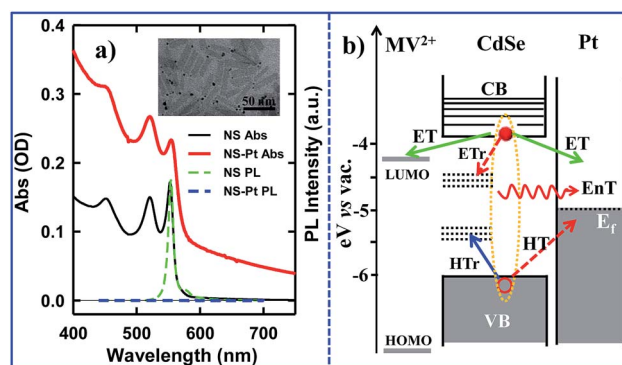 a)
50 nm
NS Abs
NS-Pt Abs
NS PL
NS-Pt PL
Abs (OD)
0.4
0.3
0.2
0.1
0.0
PL Intensity (a.u.)
400 500 600 700
Wavelength (nm)
b)
MV2+ CdSe Pt
CB
ET
ET
ETr
LUMO
EnT
Ef
HT
HTr
VB
HOMO
eV vs vac.
-4
-5
-6